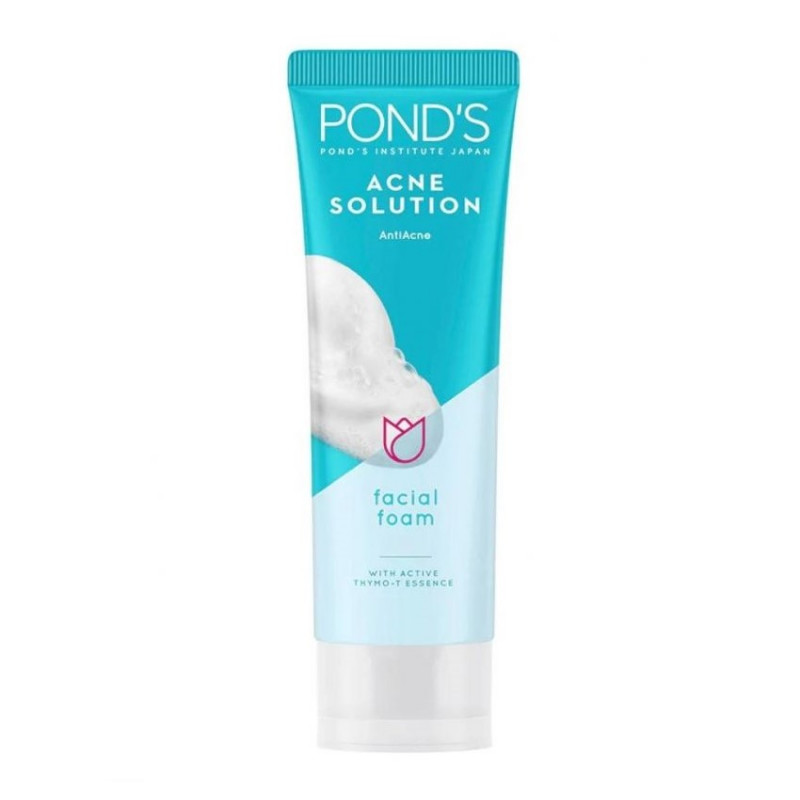 POND'S
POND'S INSTITUTE JAPAN
ACNE
SOLUTION
AntiAcne
facial
foam
WITH ACTIVE
THYMO-T ESSENCE